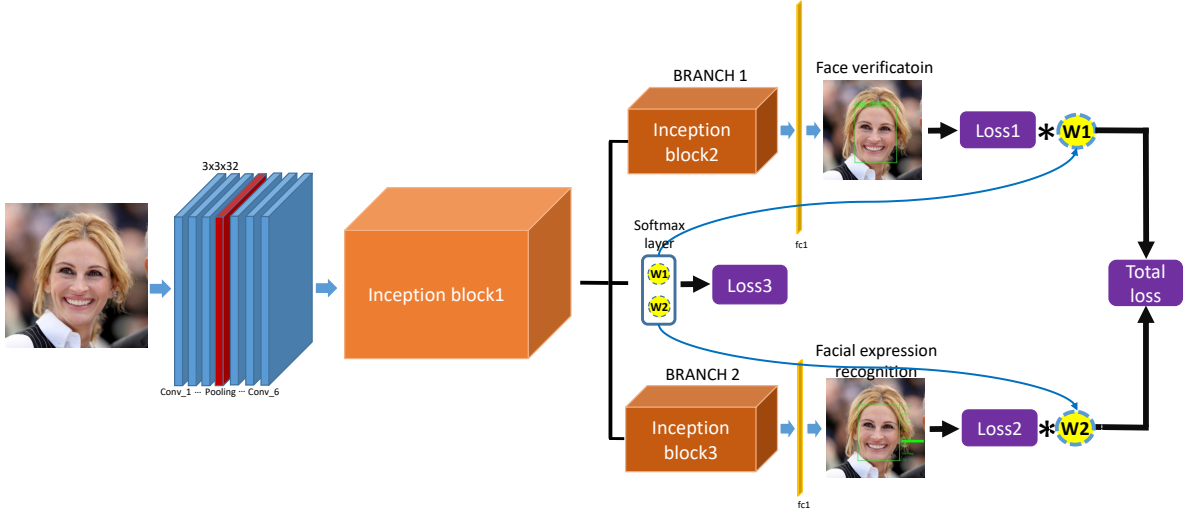 3x3x32
Conv_1 ... Pooling ... Conv_6
Inception block1
BRANCH 1
Inception
block2
fc1
Face verificatoin
Loss1
*
W1
Softmax
layer
W1
W2
Loss3
BRANCH 2
Inception
block3
fc1
Facial expression
recognition
Loss2
*
W2
Total
loss